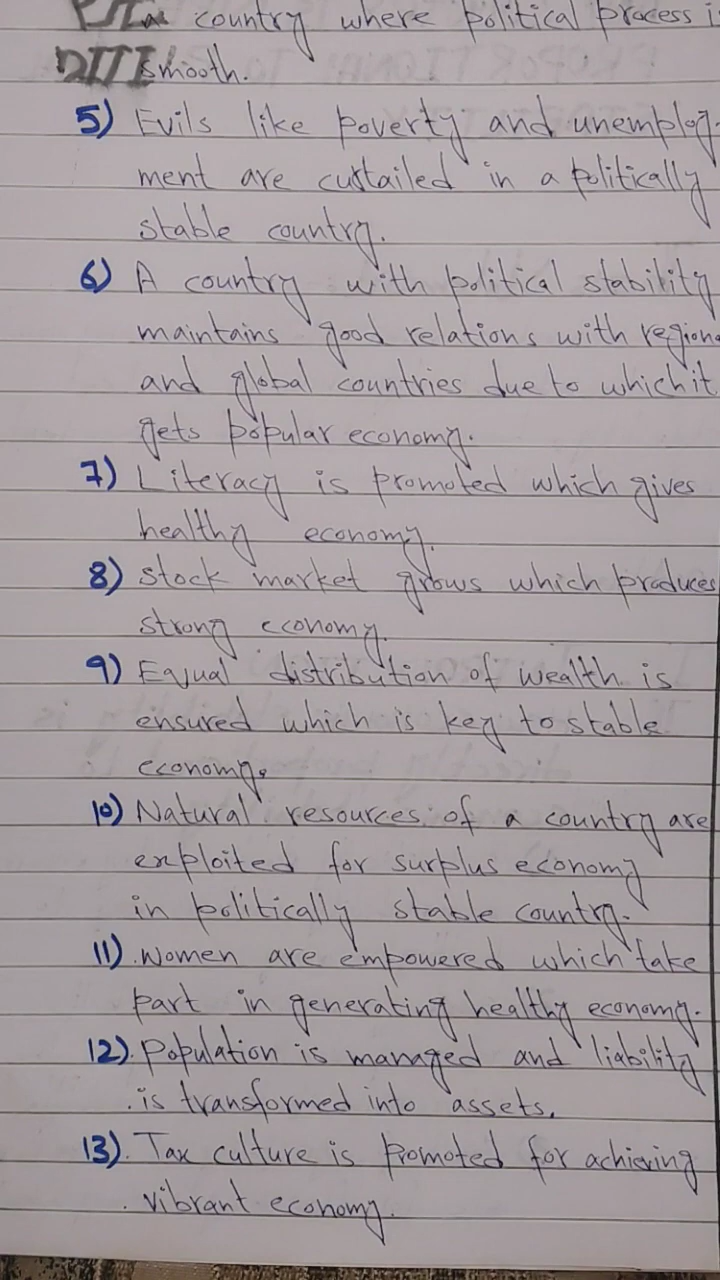 a country where political process i
smooth.
5) Evils like poverty and unemploy-
ment are custailed in a politically
stable country.
6) A country with political stability
maintains good relations with region
and global countries due to which it
gets popular economy.
7) Literacy is promoted which gives
healthy economy.
8) Stock market grows which produces
strong economy.
9) Equal distribution of wealth is
ensured which is key to stable
economy.
10) Natural resources of a country are
exploited for surplus economy
in politically stable country.
11) Women are empowered which take
part in generating healthy economy.
12). Population is managed and liability
is transformed into assets.
13). Tax culture is promoted for achieving
vibrant economy.